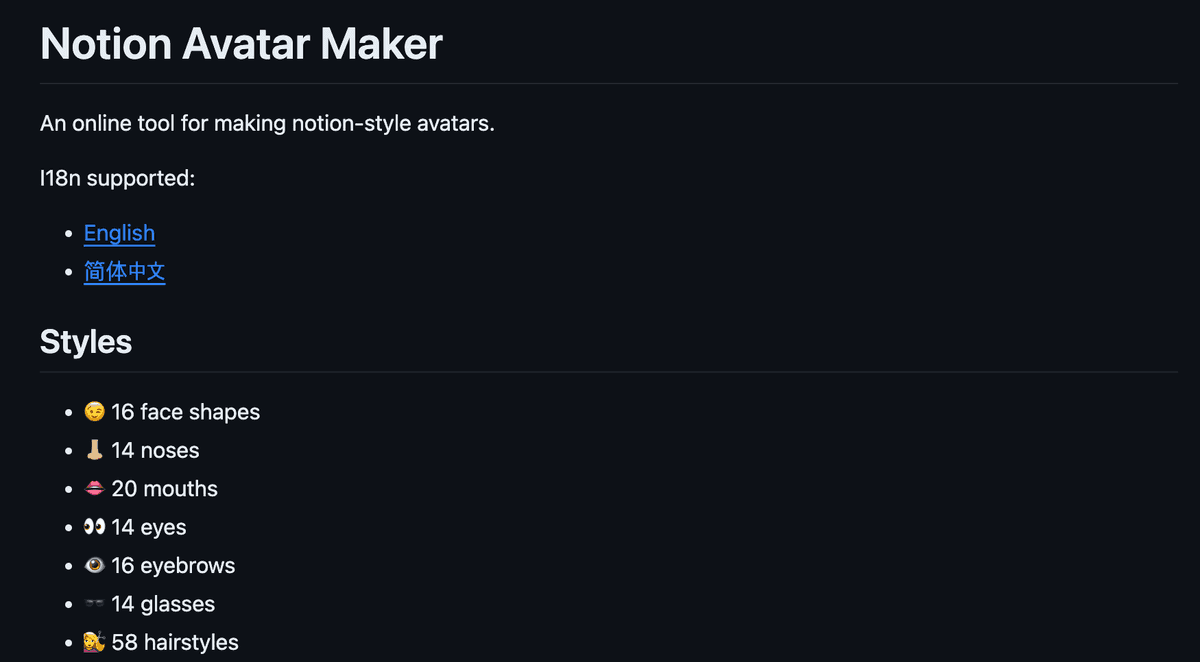 Notion Avatar Maker
An online tool for making notion-style avatars.
I18n supported:
English
简体中文
Styles
😉 16 face shapes
👃🏼 14 noses
👄 20 mouths
👀 14 eyes
👁 16 eyebrows
🕶 14 glasses
💇‍♀️ 58 hairstyles